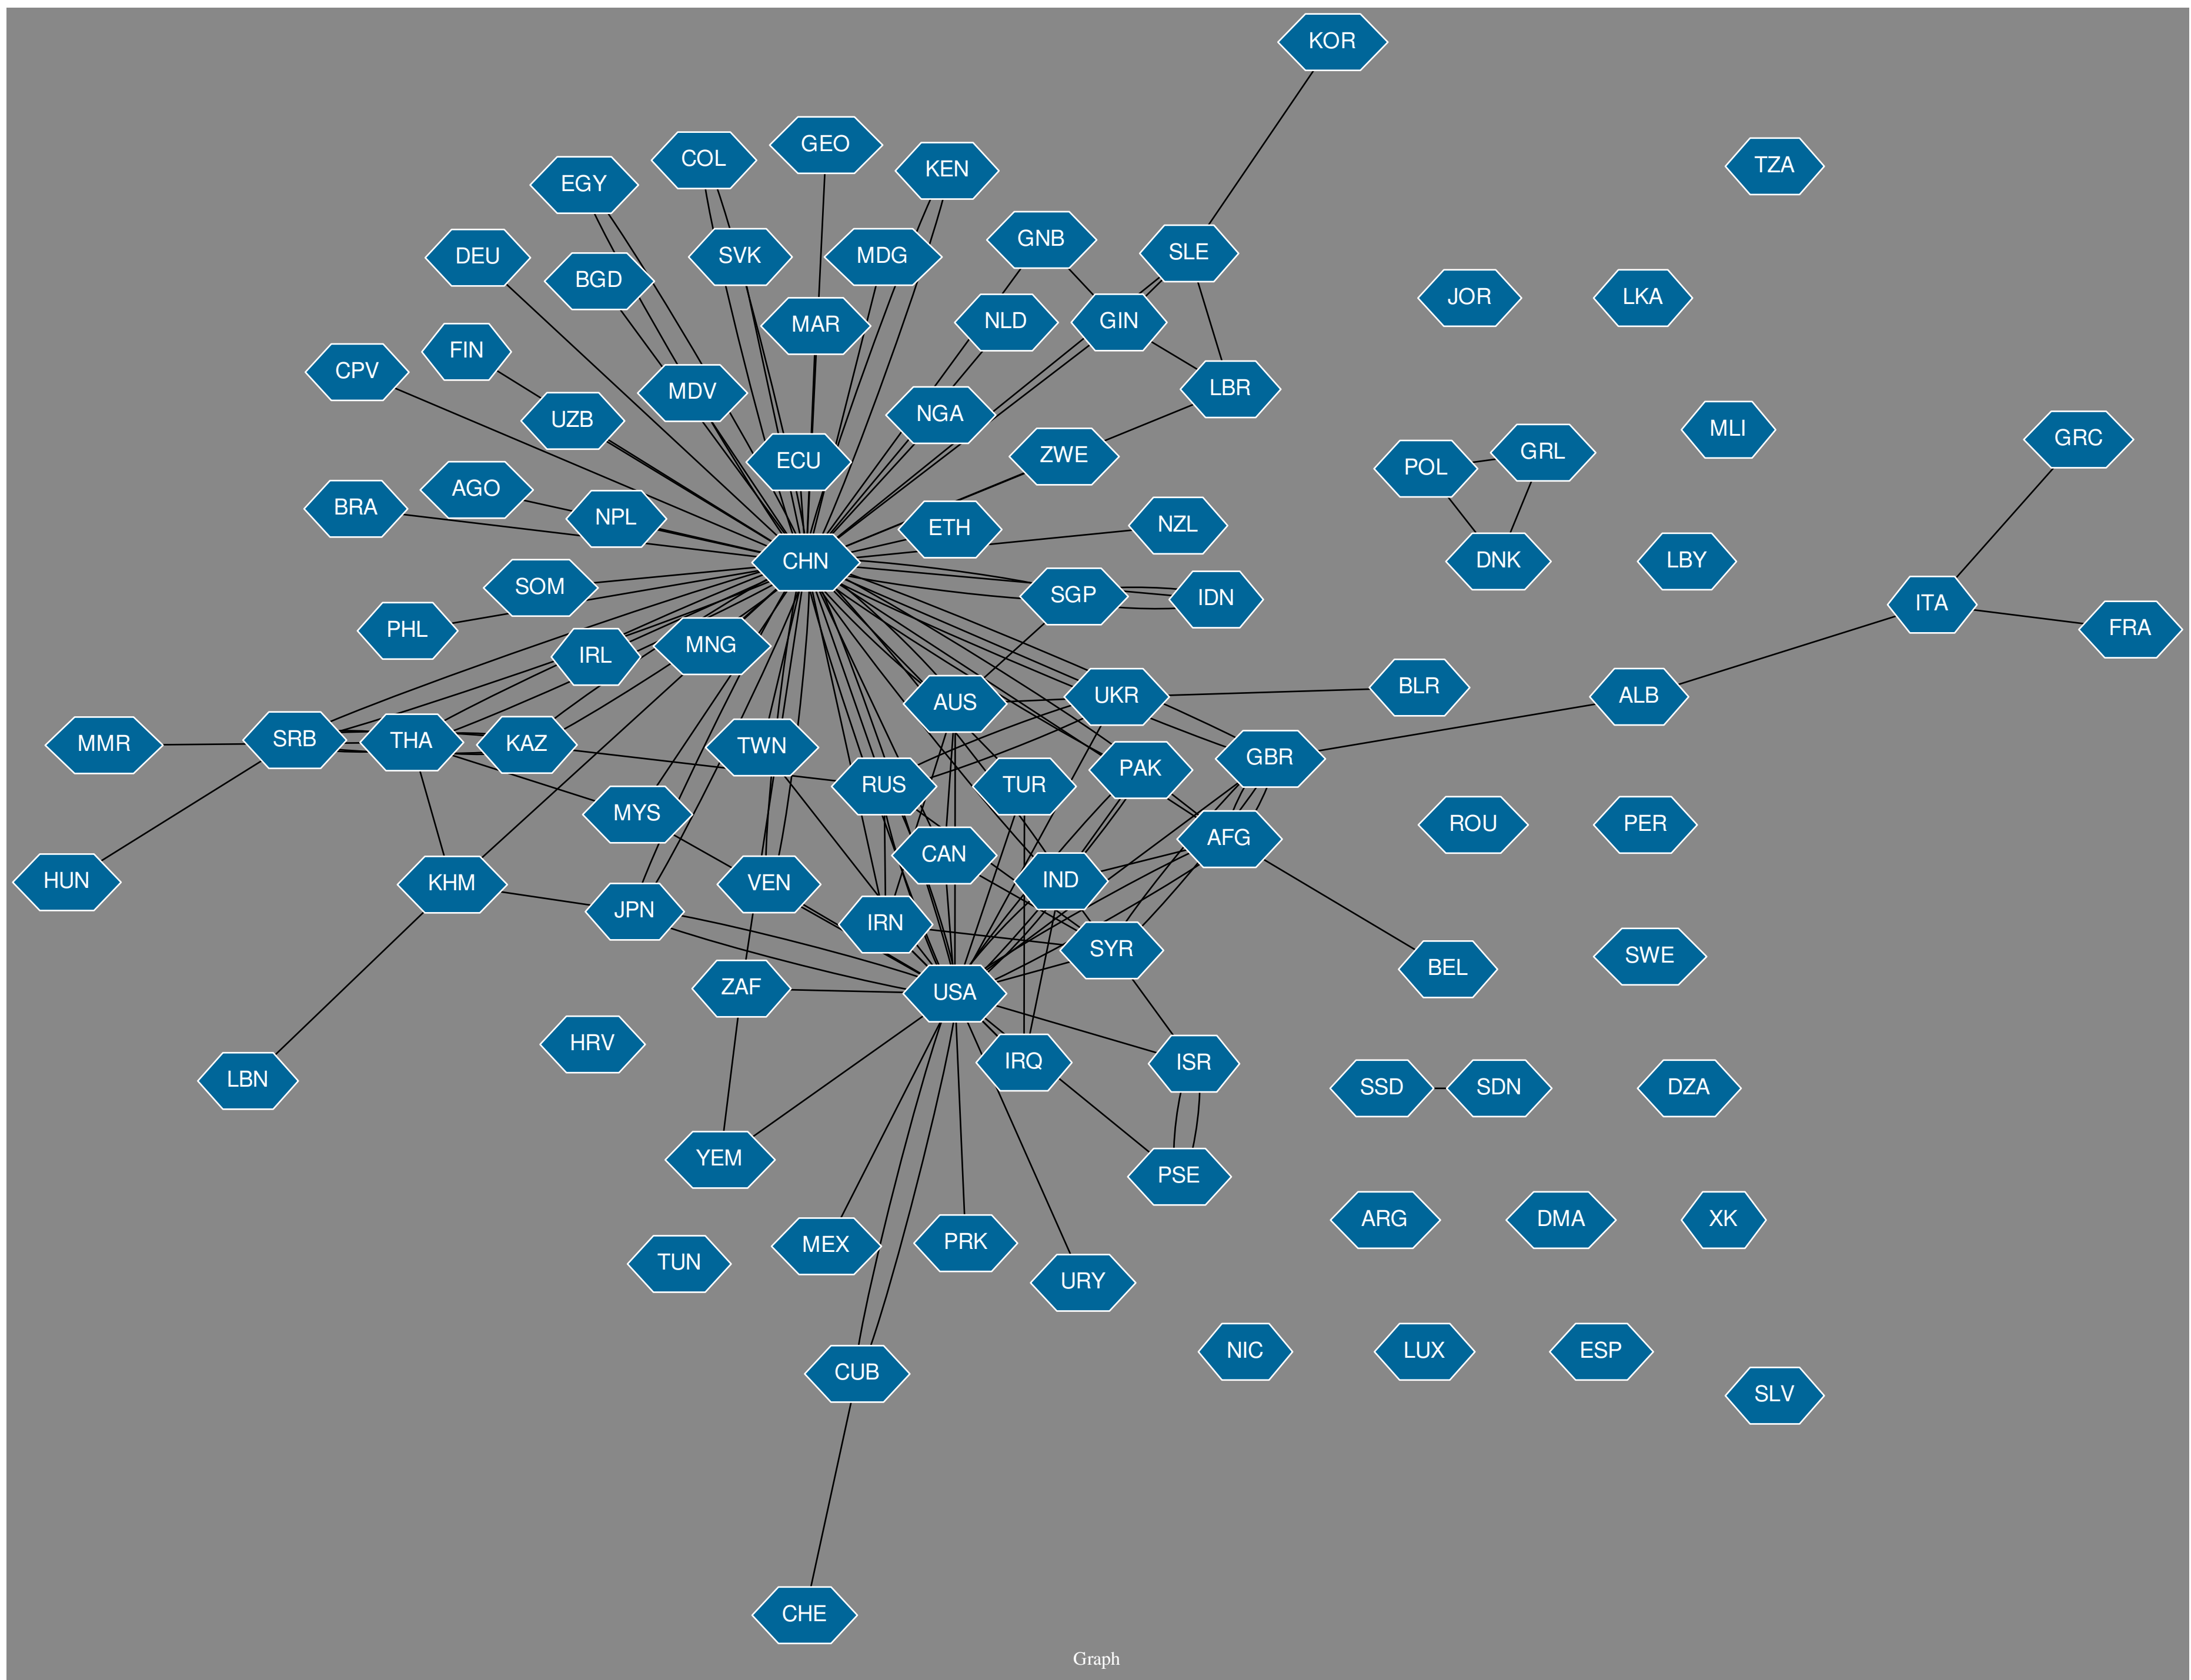 KOR
GEO
COL
TZA
KEN
EGY
GNB
SLE
DEU
SVK
MDG
BGD
JOR
LKA
NLD
GIN
MAR
FIN
CPV
LBR
MDV
NGA
UZB
MLI
GRC
GRL
ZWE
ECU
POL
AGO
BRA
NPL
NZL
ETH
CHN
DNK
LBY
SOM
SGP
IDN
ITA
PHL
FRA
MNG
IRL
BLR
UKR
ALB
AUS
SRB
THA
MMR
KAZ
TWN
GBR
PAK
RUS
TUR
MYS
ROU
PER
AFG
CAN
IND
HUN
KHM
VEN
JPN
IRN
SYR
SWE
BEL
ZAF
USA
HRV
IRQ
ISR
LBN
SSD
SDN
DZA
YEM
PSE
ARG
DMA
XK
PRK
MEX
TUN
URY
NIC
LUX
ESP
CUB
SLV
CHE
Graph